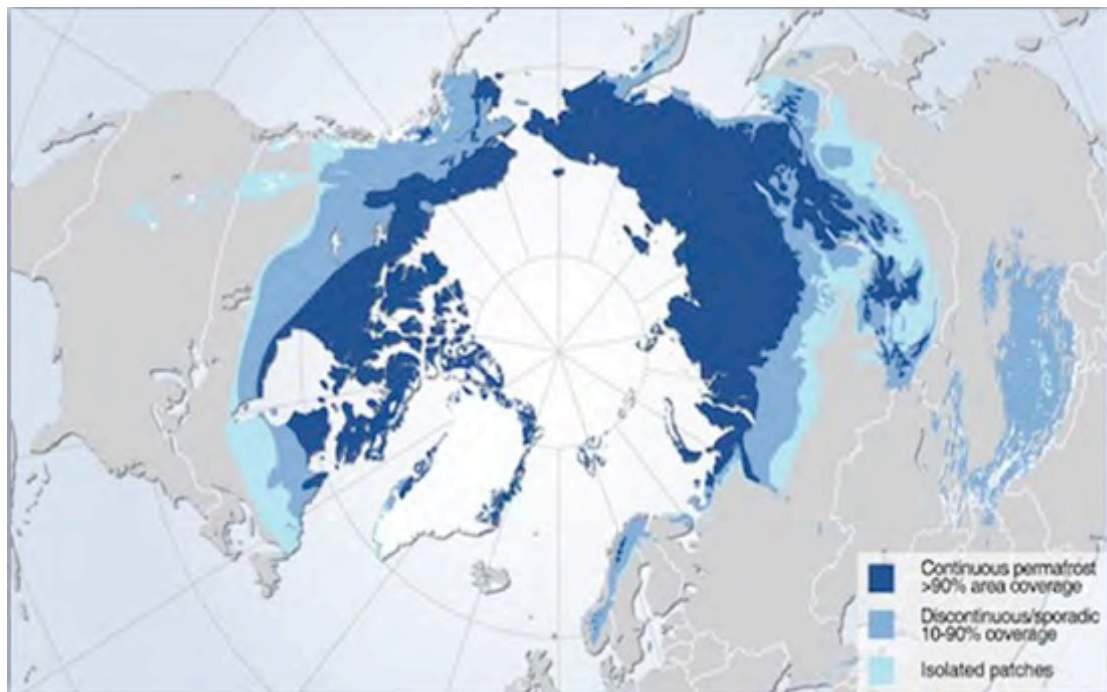 Continuous permafrost
>90% area coverage
Discontinuous/sporadic
10-90% coverage
Isolated patches